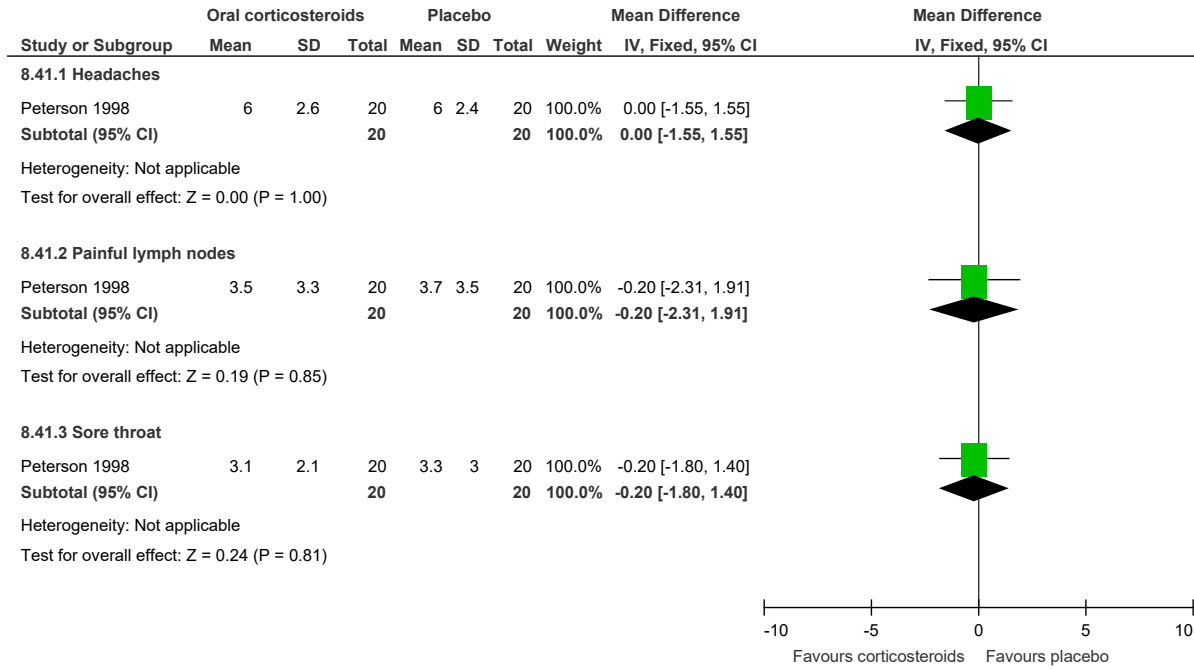 Oral corticosteroids Placebo Mean Difference Mean Difference
Study or Subgroup Mean SD Total Mean SD Total Weight IV, Fixed, 95% CI IV, Fixed, 95% CI
8.41.1 Headaches
Peterson 1998 6 2.6 20 6 2.4 20 100.0% 0.00 [-1.55, 1.55]
Subtotal (95% CI) 20 20 100.0% 0.00 [-1.55, 1.55]
Heterogeneity: Not applicable
Test for overall effect: Z = 0.00 (P = 1.00)
8.41.2 Painful lymph nodes
Peterson 1998 3.5 3.3 20 3.7 3.5 20 100.0% -0.20 [-2.31, 1.91]
Subtotal (95% CI) 20 20 100.0% -0.20 [-2.31, 1.91]
Heterogeneity: Not applicable
Test for overall effect: Z = 0.19 (P = 0.85)
8.41.3 Sore throat
Peterson 1998 3.1 2.1 20 3.3 3 20 100.0% -0.20 [-1.80, 1.40]
Subtotal (95% CI) 20 20 100.0% -0.20 [-1.80, 1.40]
Heterogeneity: Not applicable
Test for overall effect: Z = 0.24 (P = 0.81)
-10 -5 0 5 10
Favours corticosteroids Favours placebo